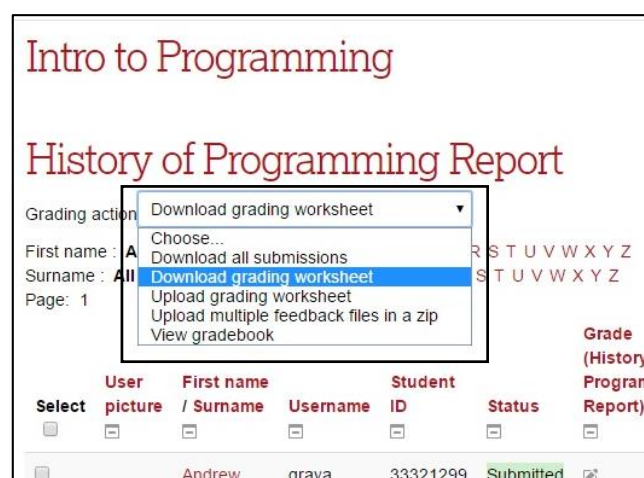 Intro to Programming
History of Programming Report
Grading action Download grading worksheet
Choose...
Download all submissions
Download grading worksheet
Upload grading worksheet
Upload multiple feedback files in a zip
View gradebook
First name : A R S T U V W X Y Z
Surname : All S T U V W X Y Z
Page: 1
Select
User picture
First name / Surname
Username
Student ID
Status
Grade (History Program Report)
Andrew graya 33321299 Submitted